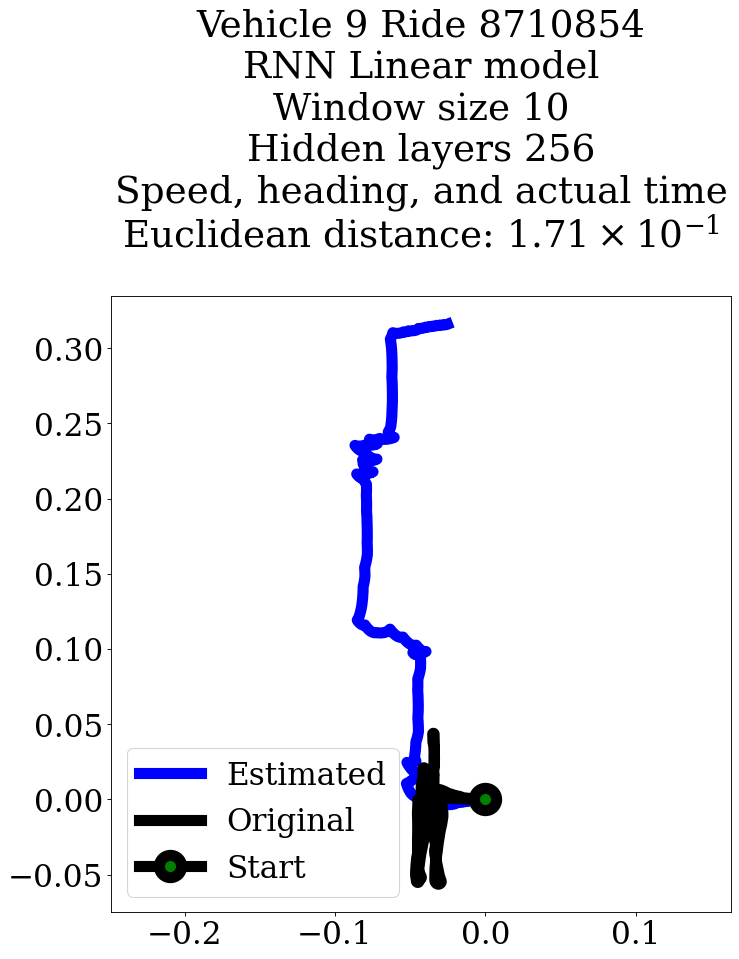 Vehicle 9 Ride 8710854
RNN Linear model
Window size 10
Hidden layers 256
Speed, heading, and actual time
Euclidean distance: 1.71 × 10⁻¹
0.30
0.25
0.20
0.15
0.10
0.05
0.00
−0.05
Estimated
Original
Start
−0.2
−0.1
0.0
0.1